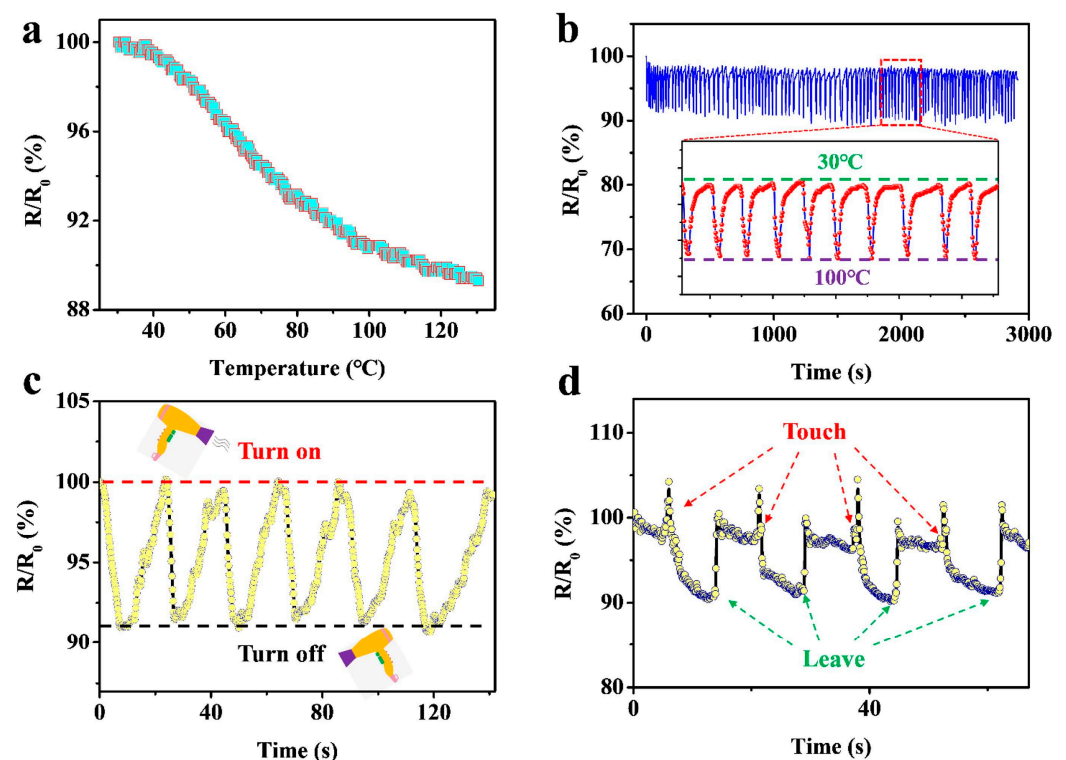 a
R/R0 (%)
100
96
92
88
40
60
80
100
120
Temperature (℃)
b
R/R0 (%)
100
90
80
70
60
30℃
100℃
0
1000
2000
3000
Time (s)
c
R/R0 (%)
105
100
95
90
Turn on
Turn off
0
40
80
120
Time (s)
d
R/R0 (%)
110
100
90
80
Touch
Leave
0
40
Time (s)